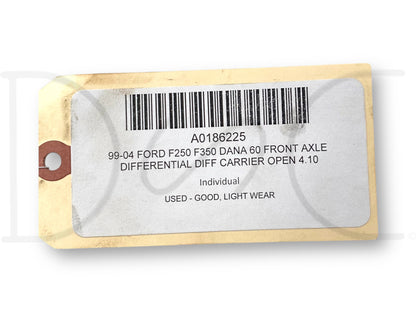 A0186225
99-04 FORD F250 F350 DANA 60 FRONT AXLE
DIFFERENTIAL DIFF CARRIER OPEN 4.10
Individual
USED - GOOD, LIGHT WEAR